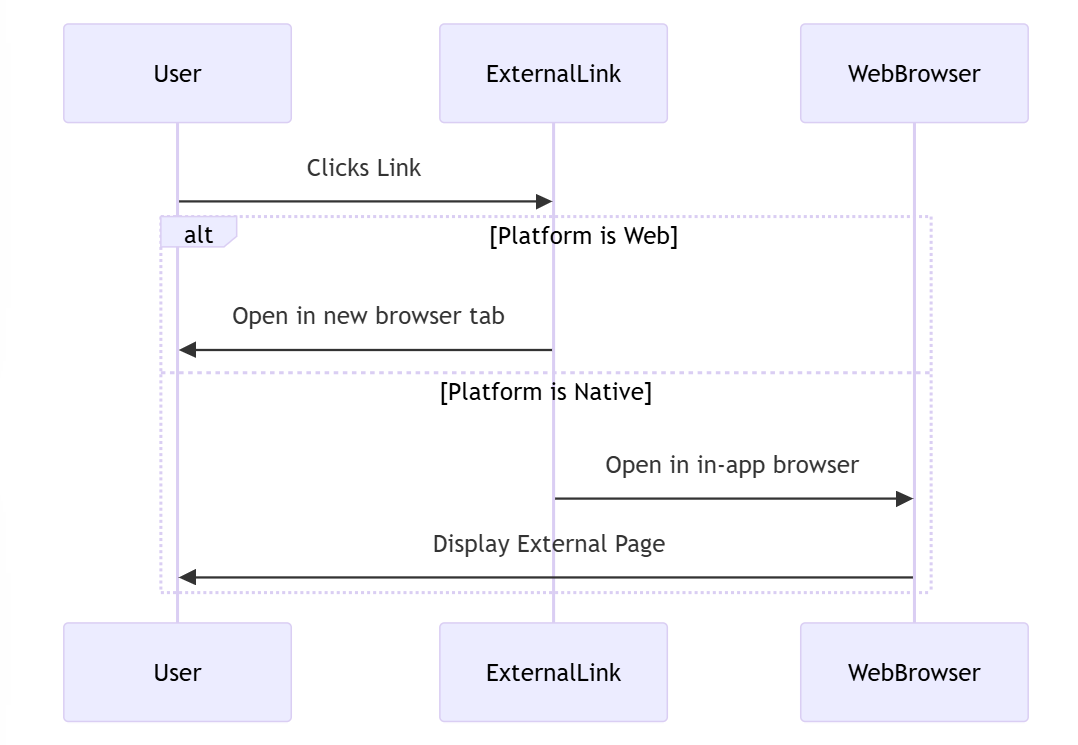 User
ExternalLink
WebBrowser
Clicks Link
alt
[Platform is Web]
Open in new browser tab
[Platform is Native]
Open in in-app browser
Display External Page
User
ExternalLink
WebBrowser